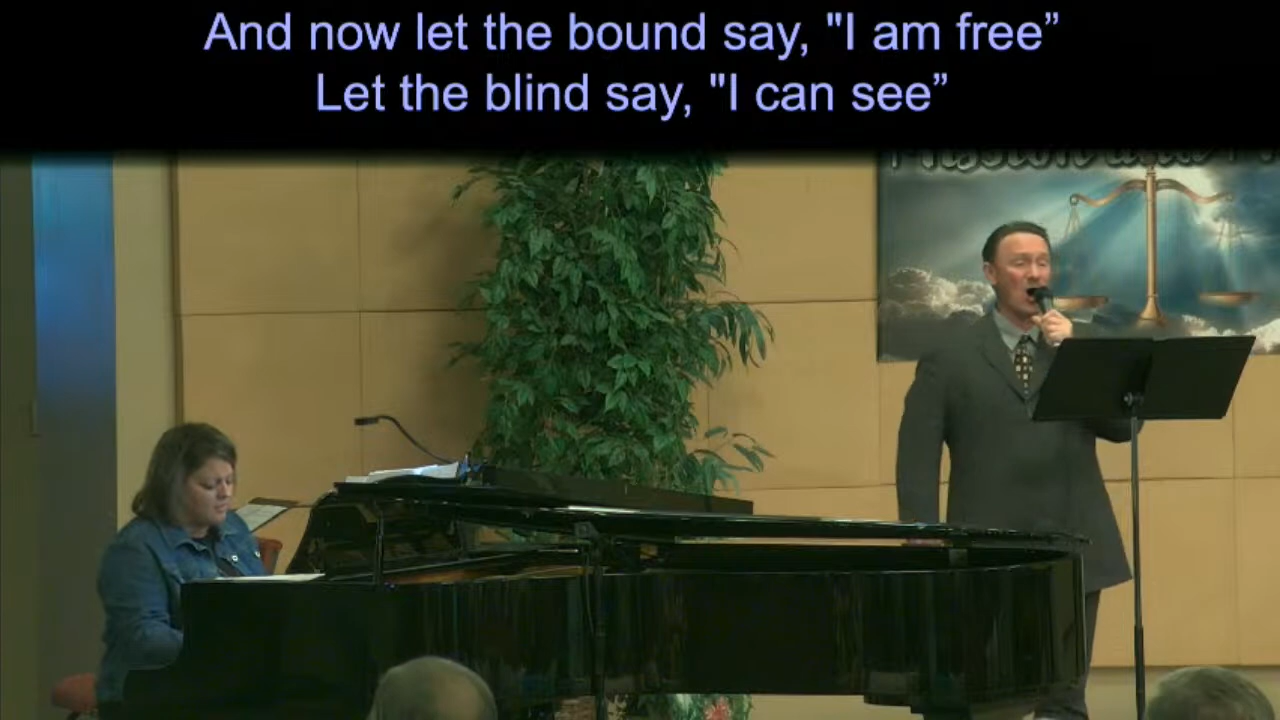 And now let the bound say, "I am free”
Let the blind say, "I can see”